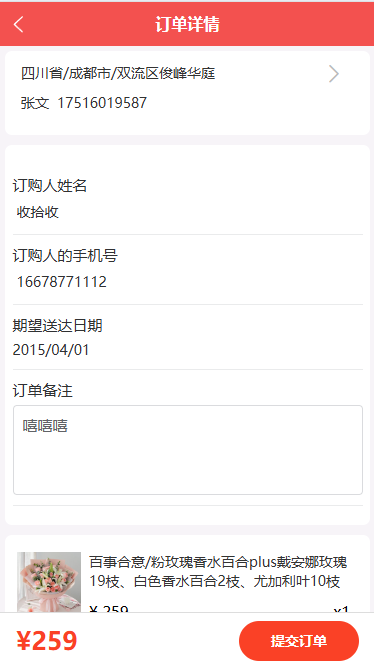 订单详情
四川省/成都市/双流区俊峰华庭
张文 17516019587
订购人姓名
收拾收
订购人的手机号
16678771112
期望送达日期
2015/04/01
订单备注
嘻嘻嘻
百事合意/粉玫瑰香水百合plus戴安娜玫瑰
19枝、白色香水百合2枝、尤加利叶10枝
¥ 259 x1
¥259 提交订单